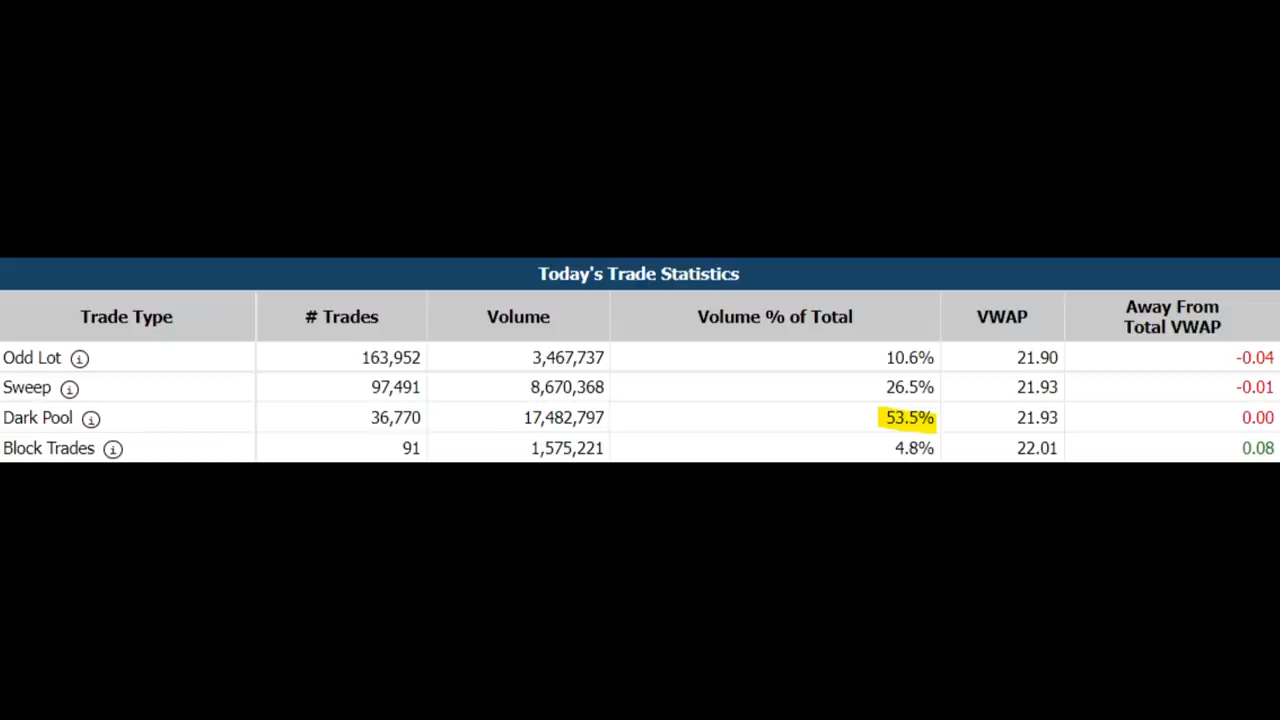 Today's Trade Statistics
Trade Type # Trades Volume Volume % of Total VWAP Away From Total VWAP
Odd Lot 163,952 3,467,737 10.6% 21.90 -0.04
Sweep 97,491 8,670,368 26.5% 21.93 -0.01
Dark Pool 36,770 17,482,797 53.5% 21.93 0.00
Block Trades 91 1,575,221 4.8% 22.01 0.08